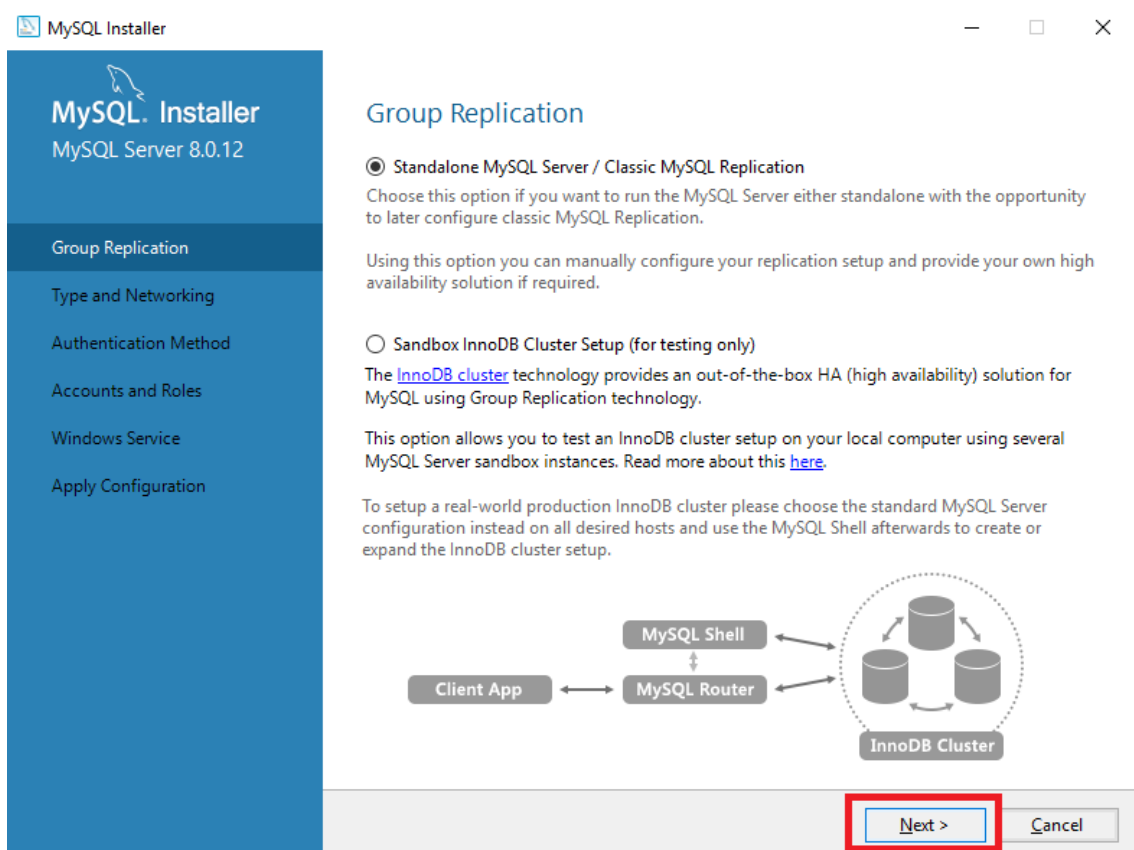 MySQL Installer
MySQL. Installer
MySQL Server 8.0.12
Group Replication
Type and Networking
Authentication Method
Accounts and Roles
Windows Service
Apply Configuration
Group Replication
Standalone MySQL Server / Classic MySQL Replication
Choose this option if you want to run the MySQL Server either standalone with the opportunity
to later configure classic MySQL Replication.
Using this option you can manually configure your replication setup and provide your own high
availability solution if required.
Sandbox InnoDB Cluster Setup (for testing only)
The InnoDB cluster technology provides an out-of-the-box HA (high availability) solution for
MySQL using Group Replication technology.
This option allows you to test an InnoDB cluster setup on your local computer using several
MySQL Server sandbox instances. Read more about this here.
To setup a real-world production InnoDB cluster please choose the standard MySQL Server
configuration instead on all desired hosts and use the MySQL Shell afterwards to create or
expand the InnoDB cluster setup.
MySQL Shell
Client App
MySQL Router
InnoDB Cluster
Next >
Cancel